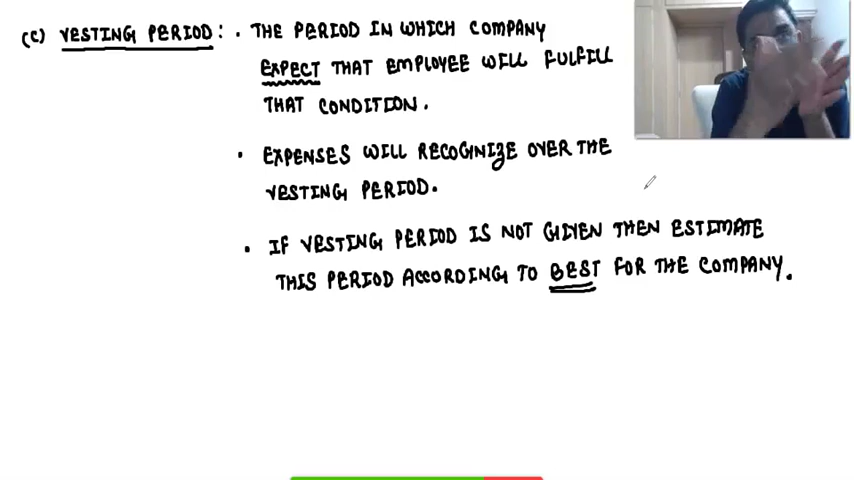 (c) VESTING PERIOD : • THE PERIOD IN WHICH COMPANY
EXPECT THAT EMPLOYEE WILL FULFILL
THAT CONDITION.
• EXPENSES WILL RECOGNIZE OVER THE
VESTING PERIOD.
• IF VESTING PERIOD IS NOT GIVEN THEN ESTIMATE
THIS PERIOD ACCORDING TO BEST FOR THE COMPANY.